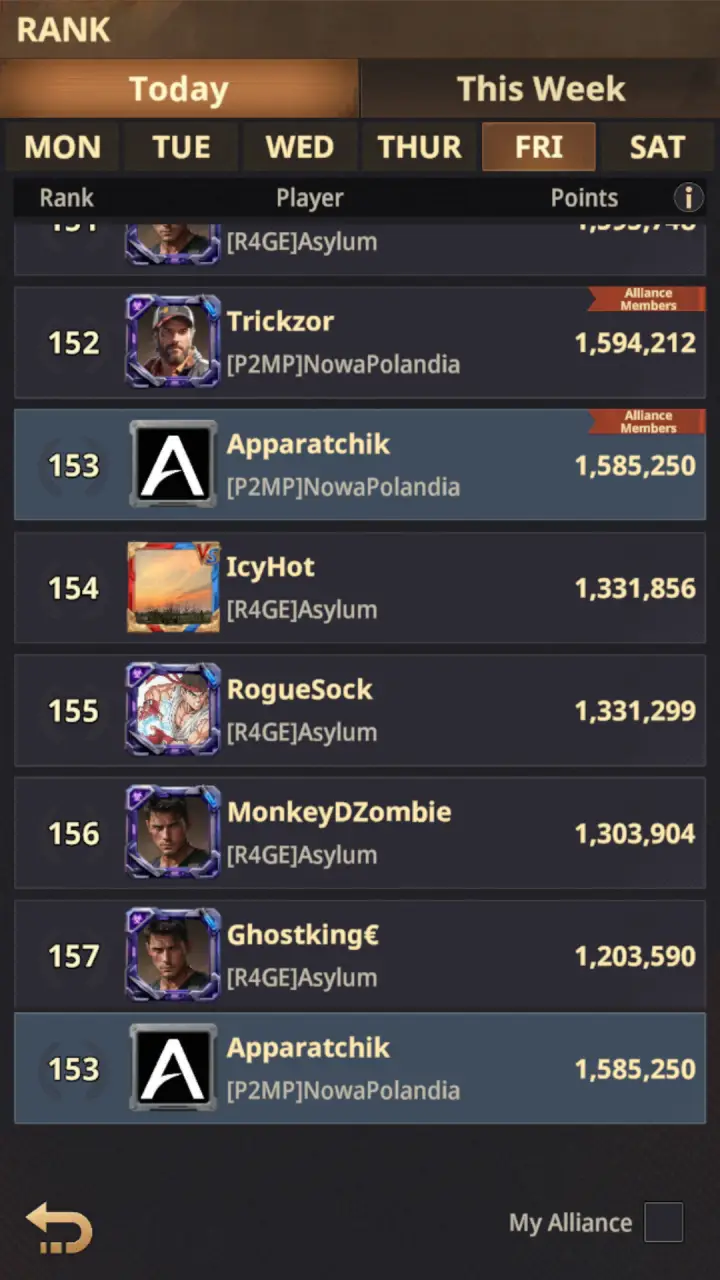 RANK
Today This Week
MON TUE WED THUR FRI SAT
Rank Player Points i
[R4GE]Asylum
Alliance Members
152 Trickzor 1,594,212
[P2MP]NowaPolandia
Alliance Members
153 Apparatchik 1,585,250
[P2MP]NowaPolandia
154 IcyHot 1,331,856
[R4GE]Asylum
155 RogueSock 1,331,299
[R4GE]Asylum
156 MonkeyDZombie 1,303,904
[R4GE]Asylum
157 Ghostking€ 1,203,590
[R4GE]Asylum
153 Apparatchik 1,585,250
[P2MP]NowaPolandia
My Alliance